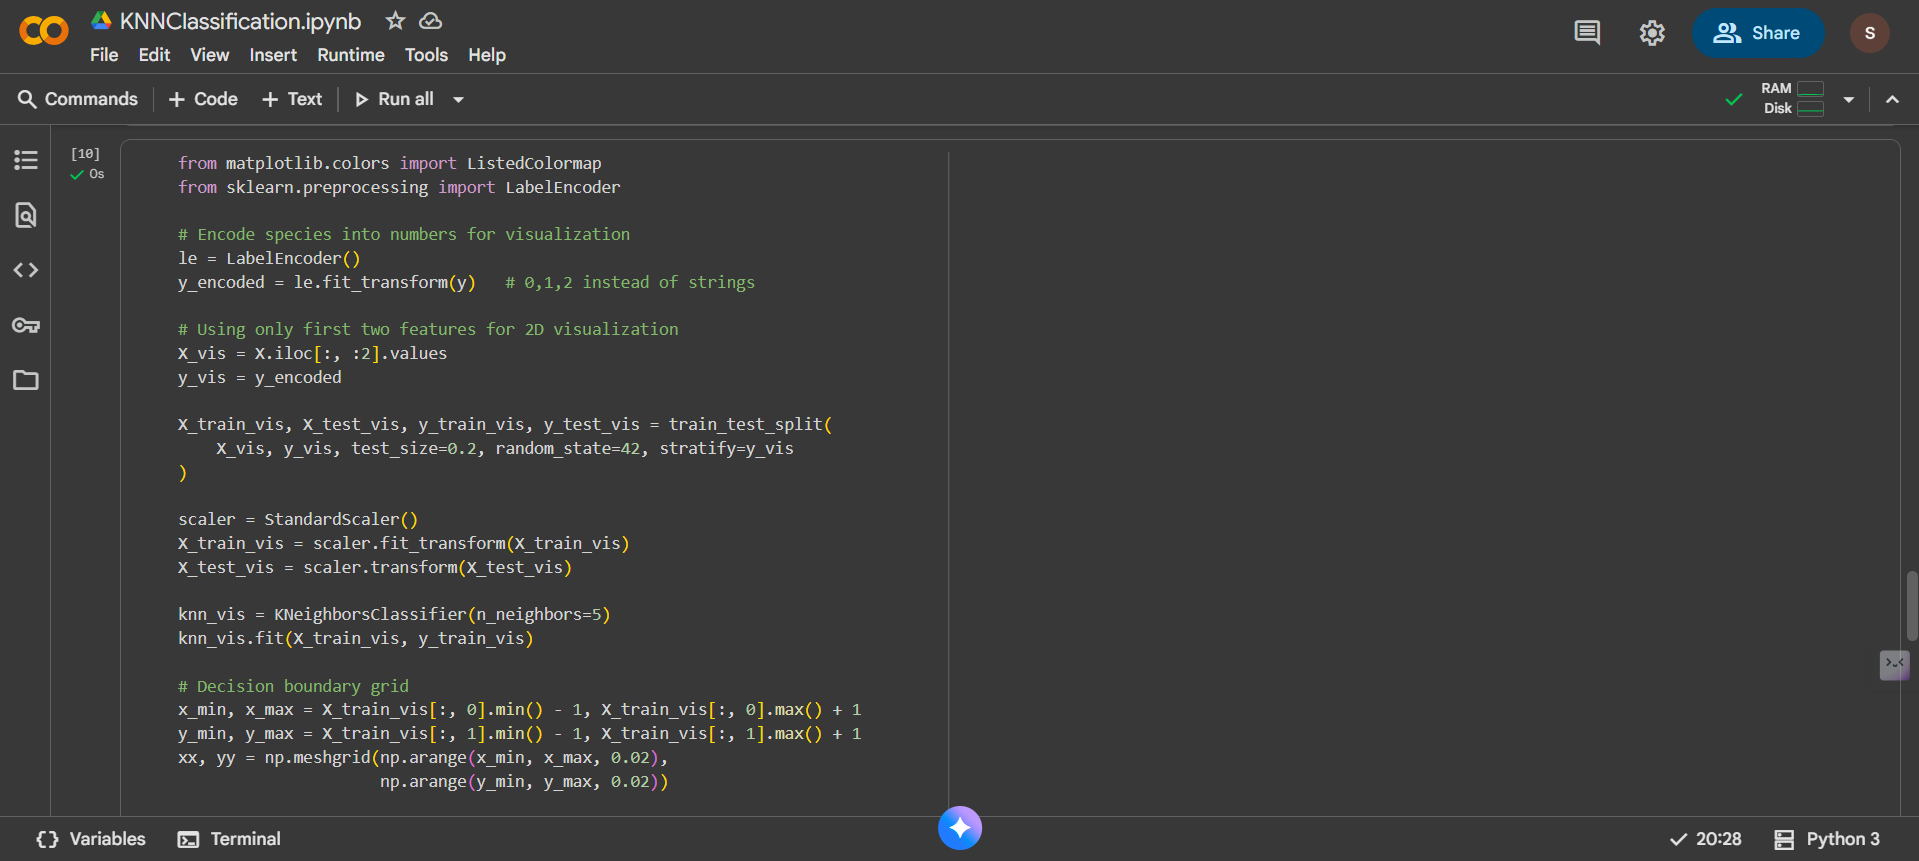 KNNClassification.ipynb
File Edit View Insert Runtime Tools Help
Share
S
Commands + Code + Text Run all
RAM
Disk
[10]
0s
from matplotlib.colors import ListedColormap
from sklearn.preprocessing import LabelEncoder
# Encode species into numbers for visualization
le = LabelEncoder()
y_encoded = le.fit_transform(y)   # 0,1,2 instead of strings
# Using only first two features for 2D visualization
X_vis = X.iloc[:, :2].values
y_vis = y_encoded
X_train_vis, X_test_vis, y_train_vis, y_test_vis = train_test_split(
    X_vis, y_vis, test_size=0.2, random_state=42, stratify=y_vis
)
scaler = StandardScaler()
X_train_vis = scaler.fit_transform(X_train_vis)
X_test_vis = scaler.transform(X_test_vis)
knn_vis = KNeighborsClassifier(n_neighbors=5)
knn_vis.fit(X_train_vis, y_train_vis)
# Decision boundary grid
x_min, x_max = X_train_vis[:, 0].min() - 1, X_train_vis[:, 0].max() + 1
y_min, y_max = X_train_vis[:, 1].min() - 1, X_train_vis[:, 1].max() + 1
xx, yy = np.meshgrid(np.arange(x_min, x_max, 0.02),
                     np.arange(y_min, y_max, 0.02))
{} Variables Terminal
20:28 Python 3